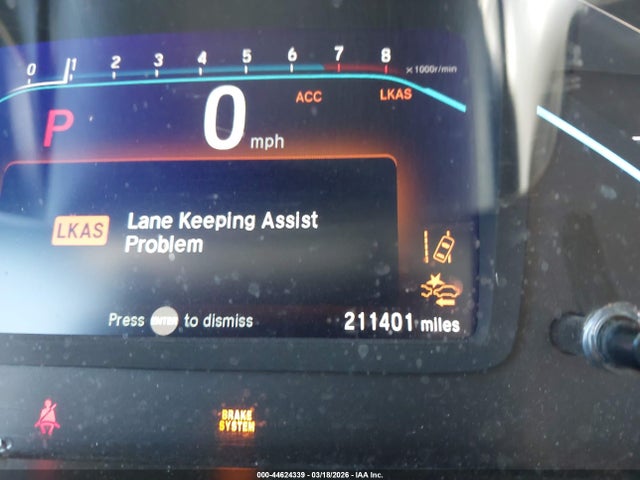 0 1 2 3 4 5 6 7 8 x 1000r/min
ACC LKAS
P 0 mph
LKAS Lane Keeping Assist
Problem
Press ENTER to dismiss 211401 miles
BRAKE
SYSTEM
000-44624339 - 03/18/2026 - IAA Inc.